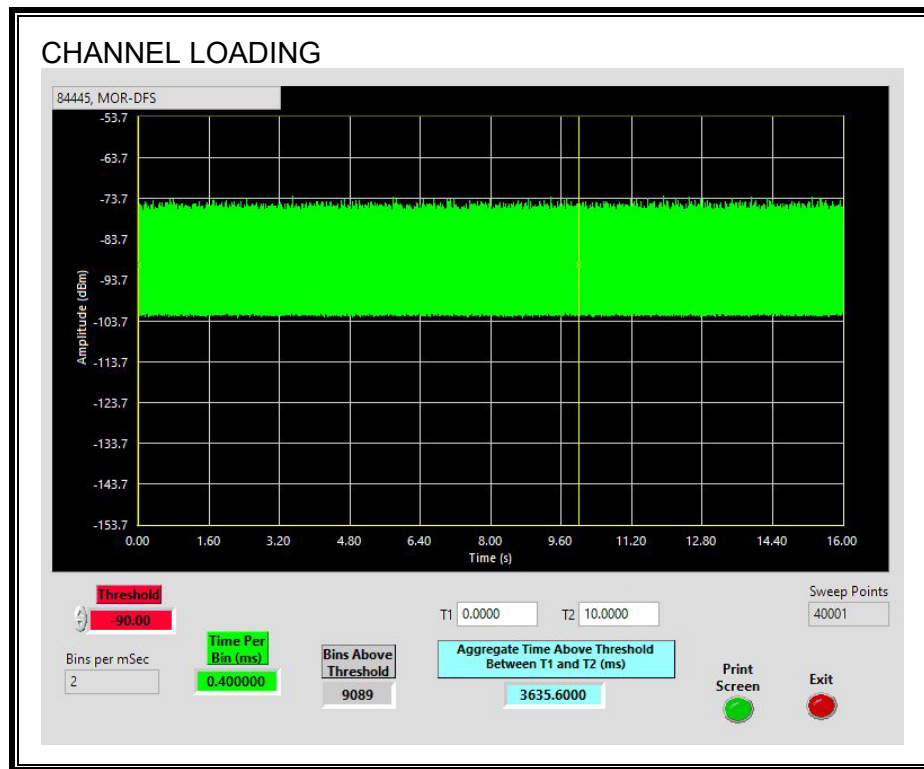 CHANNEL LOADING
84445, MOR-DFS
-53.7
-63.7
-73.7
-83.7
-93.7
-103.7
-113.7
-123.7
-133.7
-143.7
-153.7
Amplitude (dBm)
0.00 1.60 3.20 4.80 6.40 8.00 9.60 11.20 12.80 14.40 16.00
Time (s)
Threshold
-90.00
Bins per mSec
2
Time Per
Bin (ms)
0.400000
Bins Above
Threshold
9089
T1 0.0000 T2 10.0000
Aggregate Time Above Threshold
Between T1 and T2 (ms)
3635.6000
Print
Screen
Exit
Sweep Points
40001